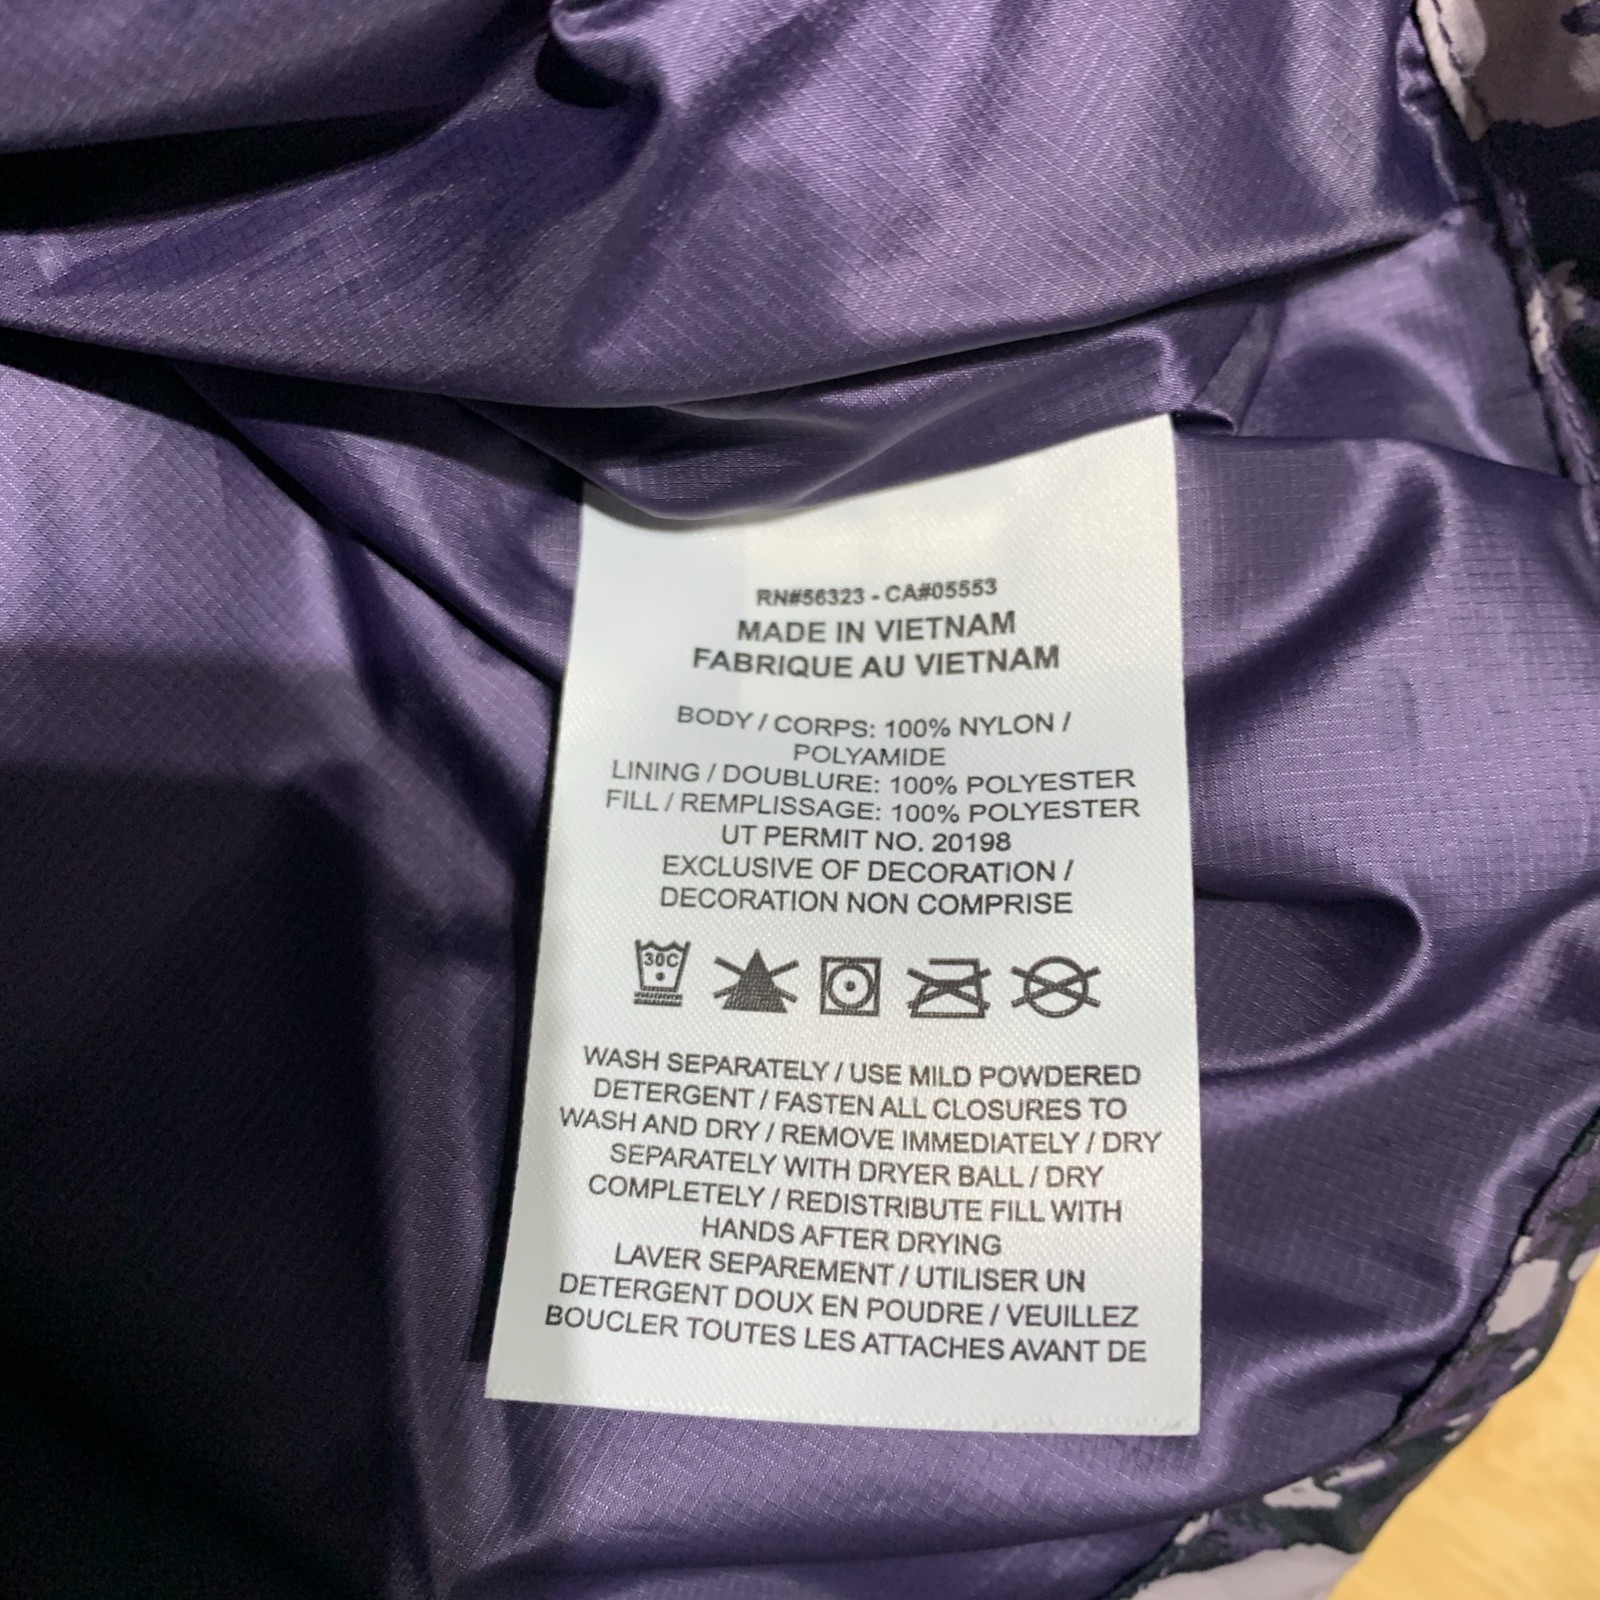 RN#56323 - CA#05553
MADE IN VIETNAM
FABRIQUE AU VIETNAM
BODY / CORPS: 100% NYLON /
POLYAMIDE
LINING / DOUBLURE: 100% POLYESTER
FILL / REMPLISSAGE: 100% POLYESTER
UT PERMIT NO. 20198
EXCLUSIVE OF DECORATION /
DECORATION NON COMPRISE
30C
WASH SEPARATELY / USE MILD POWDERED
DETERGENT / FASTEN ALL CLOSURES TO
WASH AND DRY / REMOVE IMMEDIATELY / DRY
SEPARATELY WITH DRYER BALL / DRY
COMPLETELY / REDISTRIBUTE FILL WITH
HANDS AFTER DRYING
LAVER SEPAREMENT / UTILISER UN
DETERGENT DOUX EN POUDRE / VEUILLEZ
BOUCLER TOUTES LES ATTACHES AVANT DE